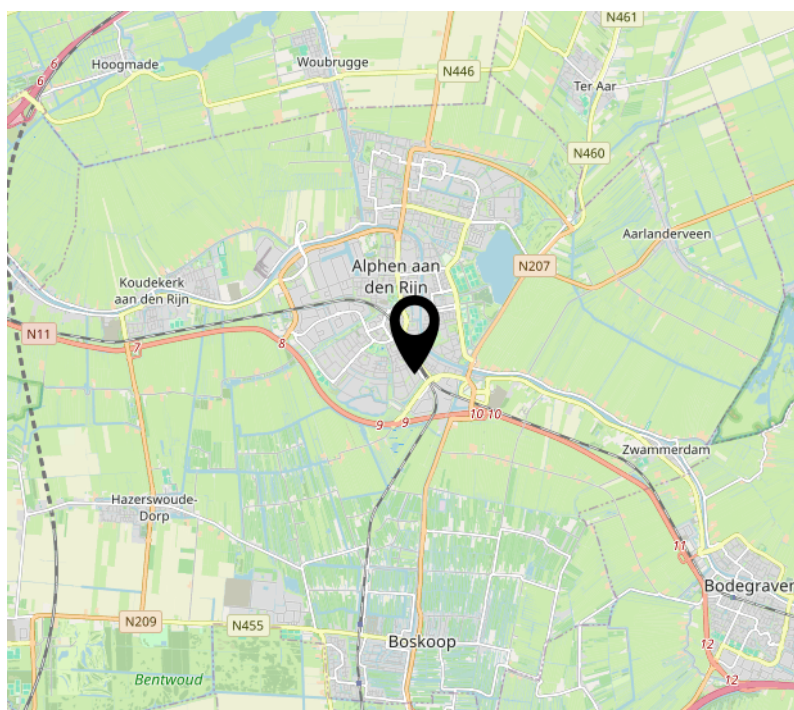 N461
6
6
Hoogmade
Woubrugge
N446
Ter Aar
N460
Aarlanderveen
Alphen aan
den Rijn
N207
Koudekerk
aan den Rijn
N11
7
8
9
9
10
10
Zwammerdam
Hazerswoude-
Dorp
11
Bodegraven
N209
N455
Boskoop
12
12
Bentwoud